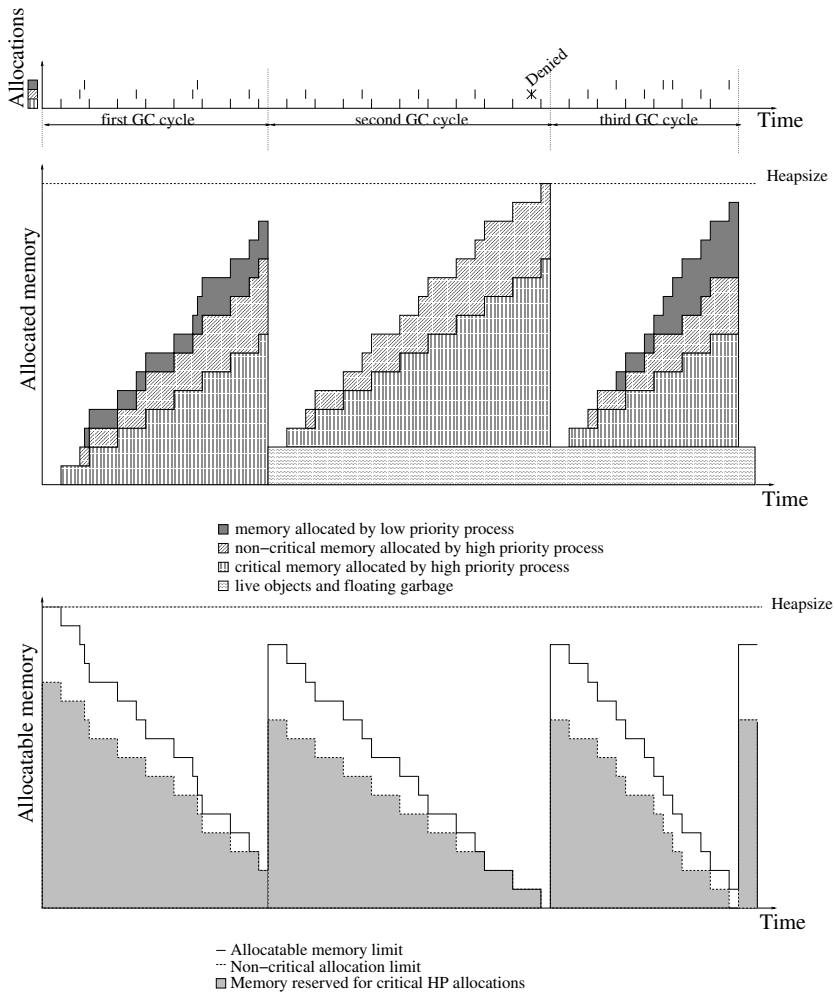 Allocations
Denied
first GC cycle
second GC cycle
third GC cycle
Time
Heapsize
Allocated memory
Time
memory allocated by low priority process
non−critical memory allocated by high priority process
critical memory allocated by high priority process
live objects and floating garbage
Heapsize
Allocatable memory
Time
Allocatable memory limit
Non−critical allocation limit
Memory reserved for critical HP allocations